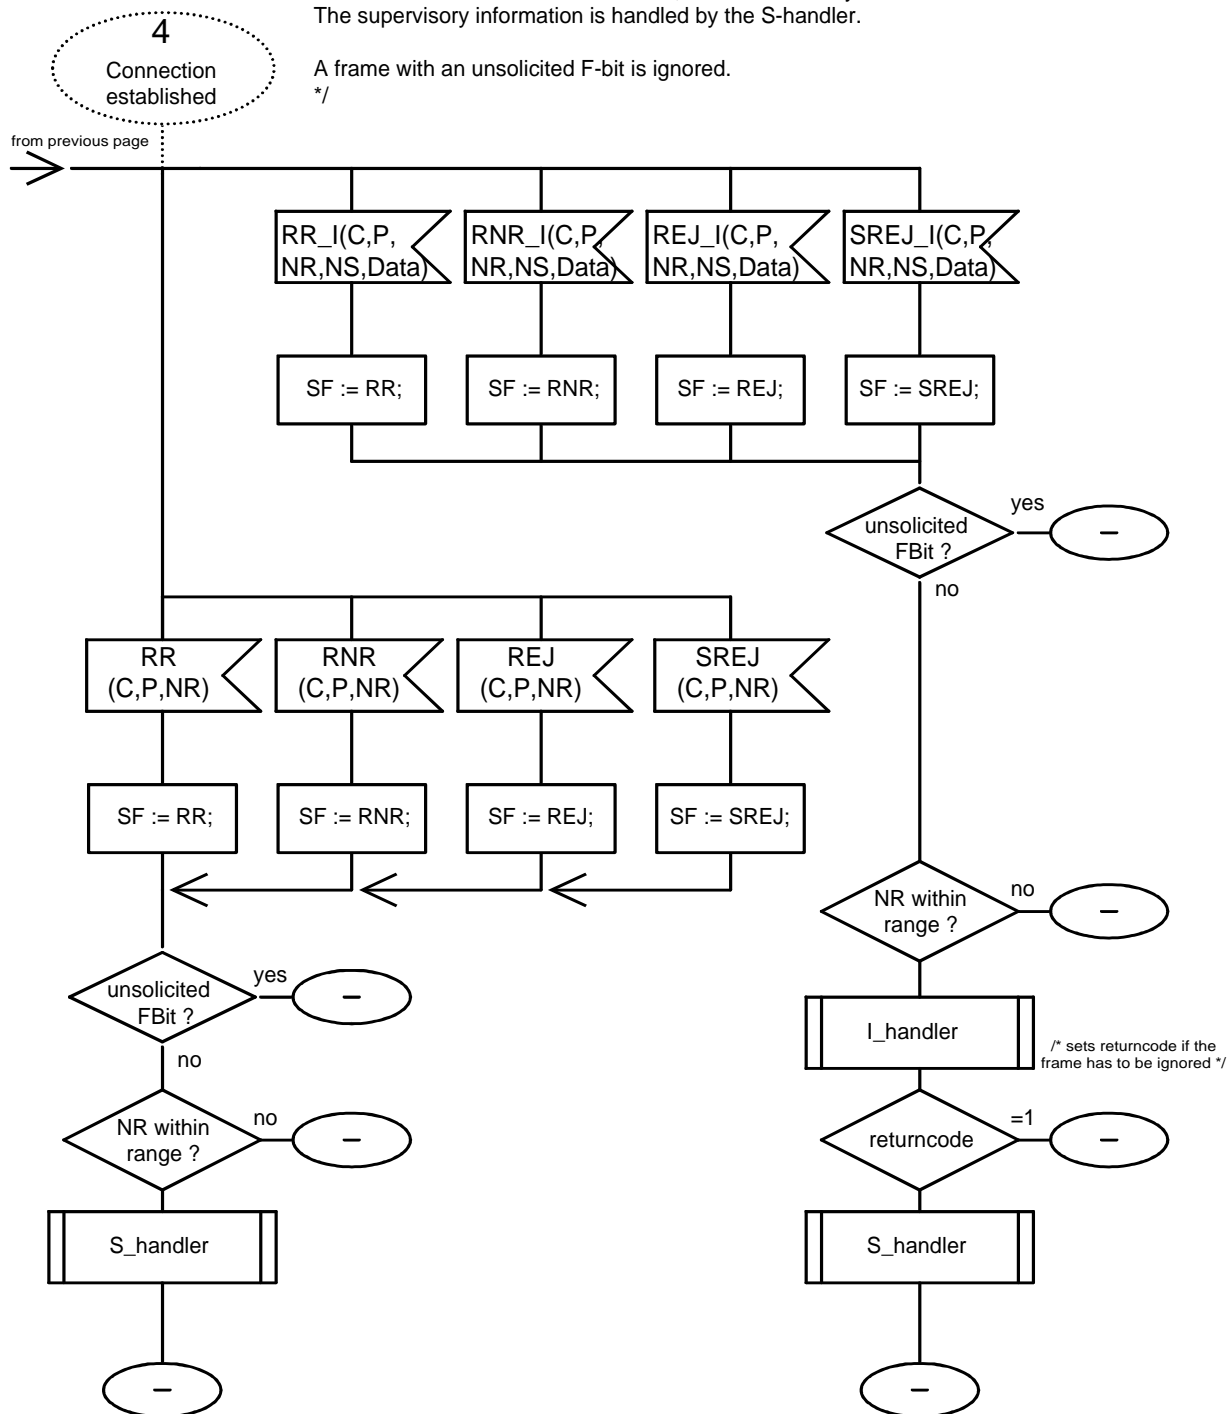 The supervisory information is handled by the S-handler.
A frame with an unsolicited F-bit is ignored.
*/
4
Connection
established
from previous page
RR_I(C,P,
NR,NS,Data)
RNR_I(C,P,
NR,NS,Data)
REJ_I(C,P,
NR,NS,Data)
SREJ_I(C,P,
NR,NS,Data)
SF := RR;
SF := RNR;
SF := REJ;
SF := SREJ;
unsolicited
FBit ?
yes
–
no
RR
(C,P,NR)
RNR
(C,P,NR)
REJ
(C,P,NR)
SREJ
(C,P,NR)
SF := RR;
SF := RNR;
SF := REJ;
SF := SREJ;
NR within
range ?
no
–
unsolicited
FBit ?
yes
–
no
I_handler
/* sets returncode if the
frame has to be ignored */
NR within
range ?
no
–
returncode
=1
–
S_handler
S_handler
–
–